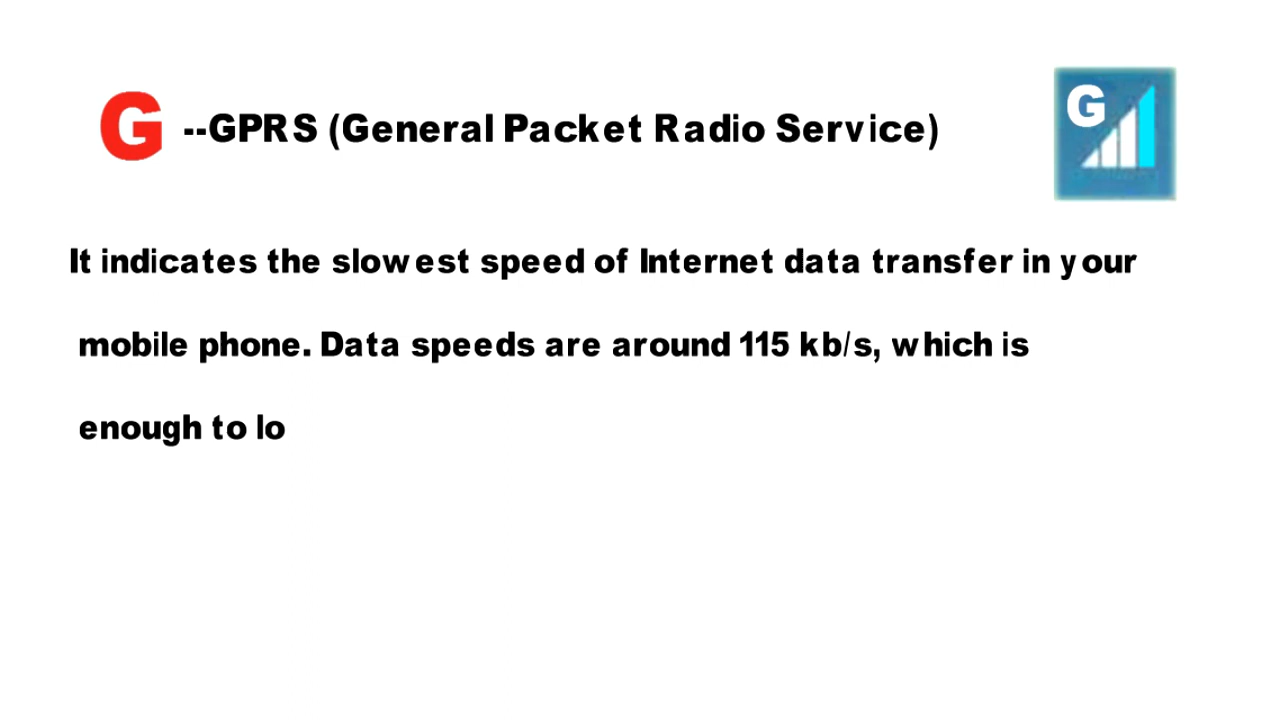 G --GPRS (General Packet Radio Service)
G
It indicates the slowest speed of Internet data transfer in your
mobile phone. Data speeds are around 115 kb/s, which is
enough to lo